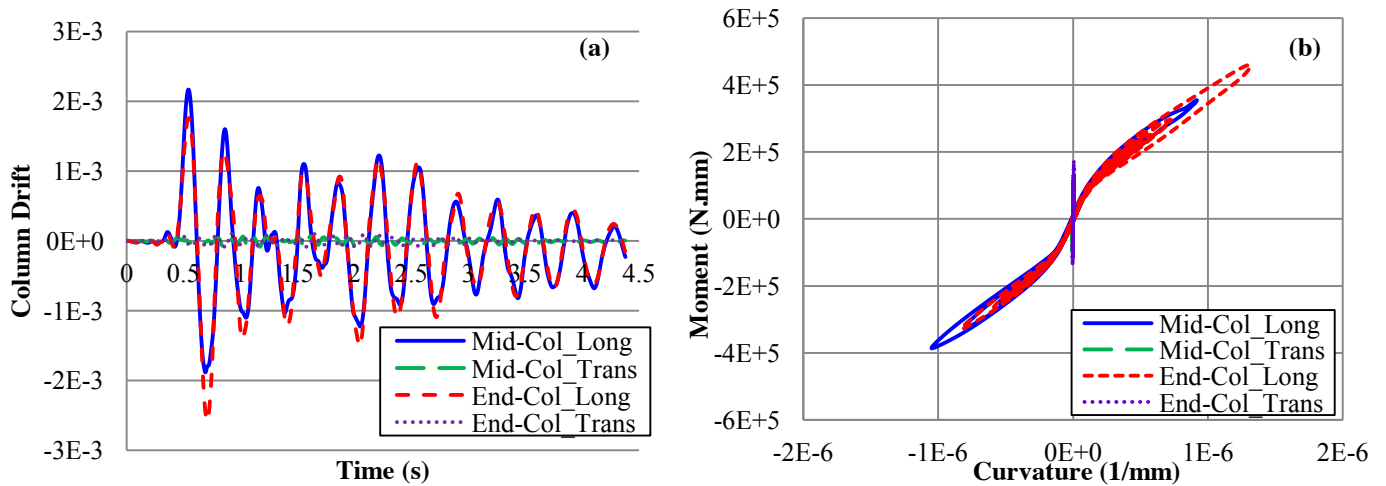 3E-3
2E-3
1E-3
0E+0
-1E-3
-2E-3
-3E-3
0
0.5
1
1.5
2
2.5
3
3.5
4
4.5
Column Drift
Time (s)
(a)
Mid-Col_Long
Mid-Col_Trans
End-Col_Long
End-Col_Trans
6E+5
4E+5
2E+5
0E+0
-2E+5
-4E+5
-6E+5
-2E-6
-1E-6
0E+0
1E-6
2E-6
Moment (N.mm)
Curvature (1/mm)
(b)
Mid-Col_Long
Mid-Col_Trans
End-Col_Long
End-Col_Trans